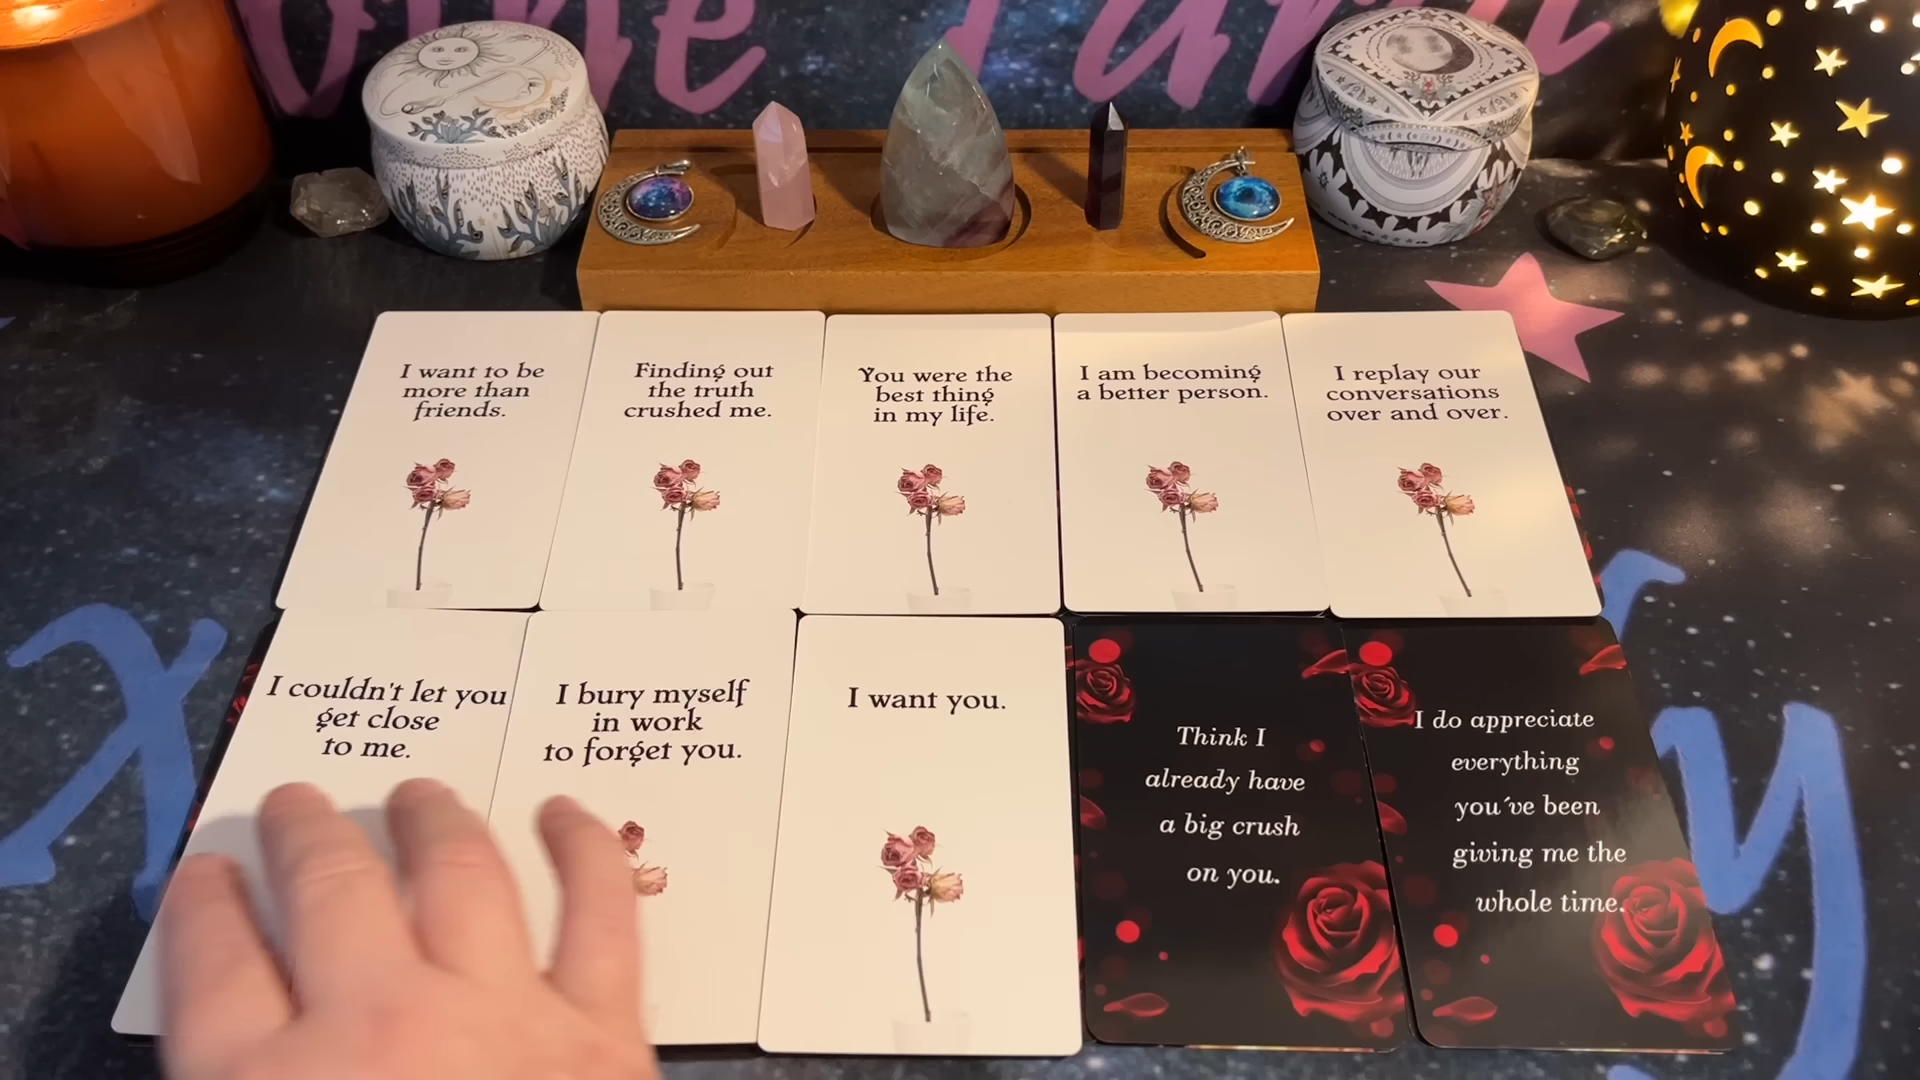 I want to be
more than
friends.
Finding out
the truth
crushed me.
You were the
best thing
in my life.
I am becoming
a better person.
I replay our
conversations
over and over.
I couldn't let you
get close
to me.
I bury myself
in work
to forget you.
I want you.
Think I
already have
a big crush
on you.
I do appreciate
everything
you´ve been
giving me the
whole time.